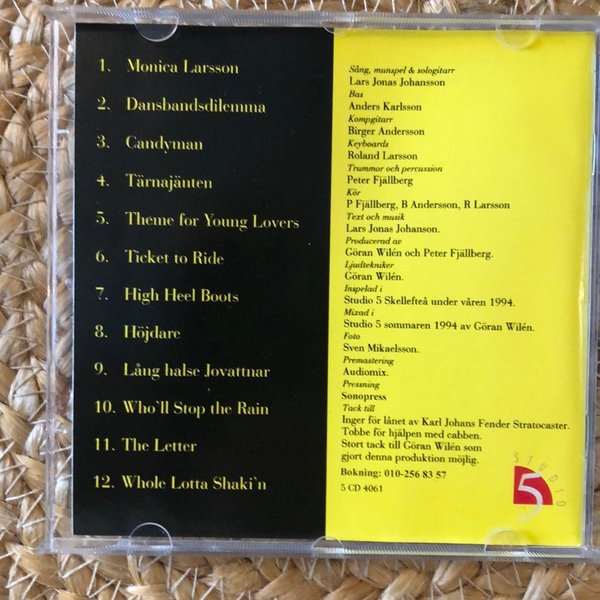 1. Monica Larsson
2. Dansbandsdilemma
3. Candyman
4. Tärnajänten
5. Theme for Young Lovers
6. Ticket to Ride
7. High Heel Boots
8. Höjdare
9. Lång halse Jovattnar
10. Who'll Stop the Rain
11. The Letter
12. Whole Lotta Shaki'n
Sång, munspel & sologitarr
Lars Jonas Johansson
Bas
Anders Karlsson
Kompgitarr
Birger Andersson
Keyboards
Roland Larsson
Trummor och percussion
Peter Fjällberg
Kör
P Fjällberg, B Andersson, R Larsson
Text och musik
Lars Jonas Johanson.
Producerad av
Göran Wilén och Peter Fjällberg.
Ljudtekniker
Göran Wilén.
Inspelad i
Studio 5 Skellefteå under våren 1994.
Mixad i
Studio 5 sommaren 1994 av Göran Wilén.
Foto
Sven Mikaelsson.
Premastering
Audiomix.
Pressning
Sonopress
Tack till
Inger för lånet av Karl Johans Fender Stratocaster.
Tobbe för hjälpen med cabben.
Stort tack till Göran Wilén som
gjort denna produktion möjlig.
Bokning: 010-256 83 57
5 CD 4061
STUDIO
5